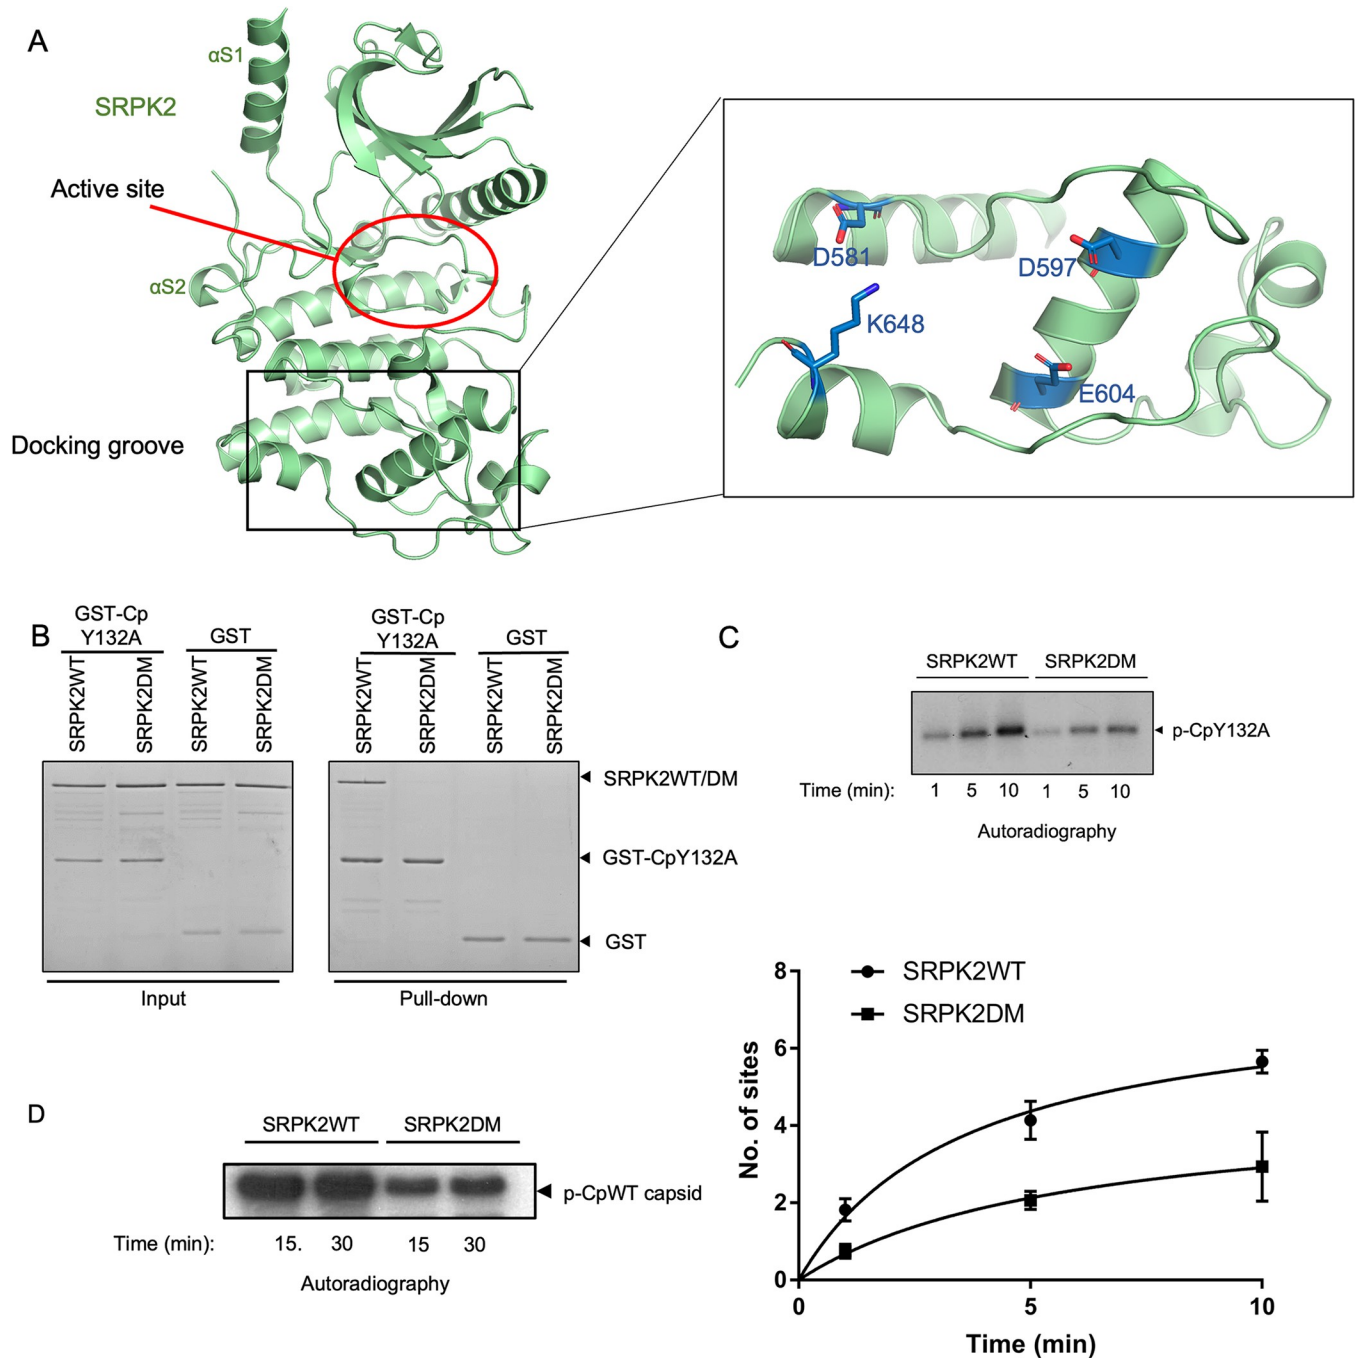 A
αS1
SRPK2
Active site
αS2
Docking groove
D581
D597
K648
E604
B
GST-Cp
Y132A
GST
SRPK2WT
SRPK2DM
SRPK2WT
SRPK2DM
GST-Cp
Y132A
GST
SRPK2WT
SRPK2DM
SRPK2WT
SRPK2DM
SRPK2WT/DM
GST-CpY132A
GST
Input
Pull-down
C
SRPK2WT SRPK2DM
p-CpY132A
Time (min): 1 5 10 1 5 10
Autoradiography
8
6
4
2
0
No. of sites
SRPK2WT
SRPK2DM
0 5 10
Time (min)
D
SRPK2WT SRPK2DM
p-CpWT capsid
Time (min): 15. 30 15 30
Autoradiography